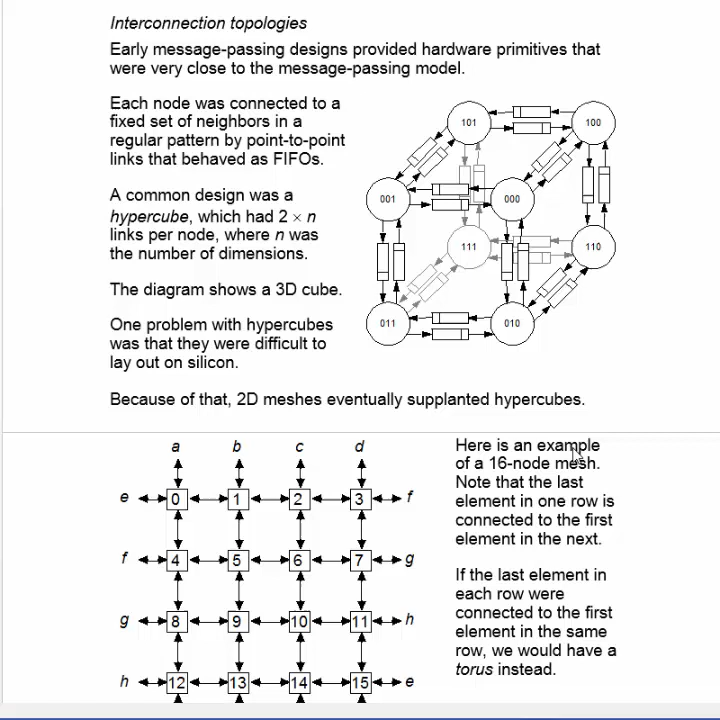 Interconnection topologies
Early message-passing designs provided hardware primitives that
were very close to the message-passing model.
Each node was connected to a
fixed set of neighbors in a
regular pattern by point-to-point
links that behaved as FIFOs.
A common design was a
hypercube, which had 2 × n
links per node, where n was
the number of dimensions.
The diagram shows a 3D cube.
One problem with hypercubes
was that they were difficult to
lay out on silicon.
101 100
001 000
111 110
011 010
Because of that, 2D meshes eventually supplanted hypercubes.
a b c d
e 0 1 2 3 f
f 4 5 6 7 g
g 8 9 10 11 h
h 12 13 14 15 e
Here is an example
of a 16-node mesh.
Note that the last
element in one row is
connected to the first
element in the next.
If the last element in
each row were
connected to the first
element in the same
row, we would have a
torus instead.